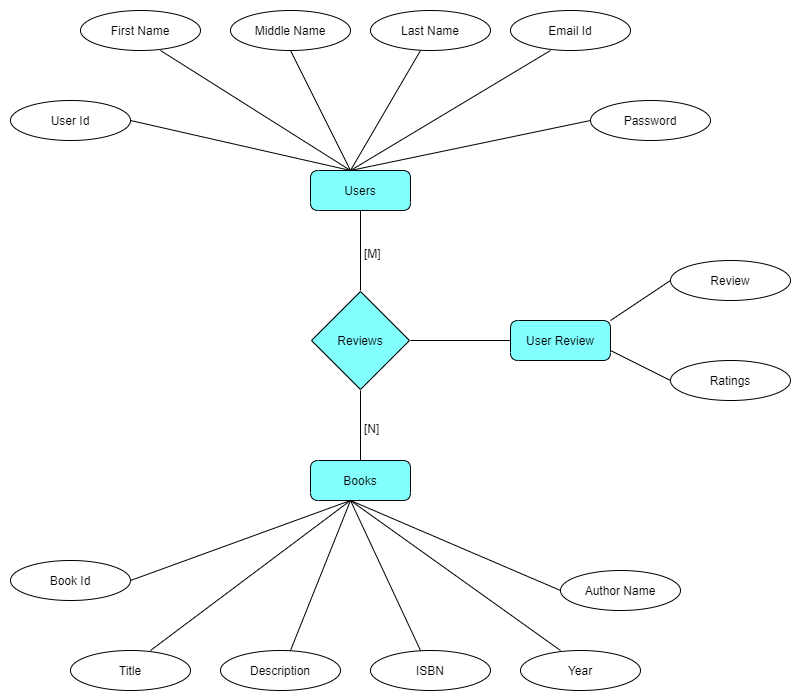 First Name
Middle Name
Last Name
Email Id
User Id
Password
Users
[M]
Review
Reviews
User Review
Ratings
[N]
Books
Book Id
Author Name
Title
Description
ISBN
Year